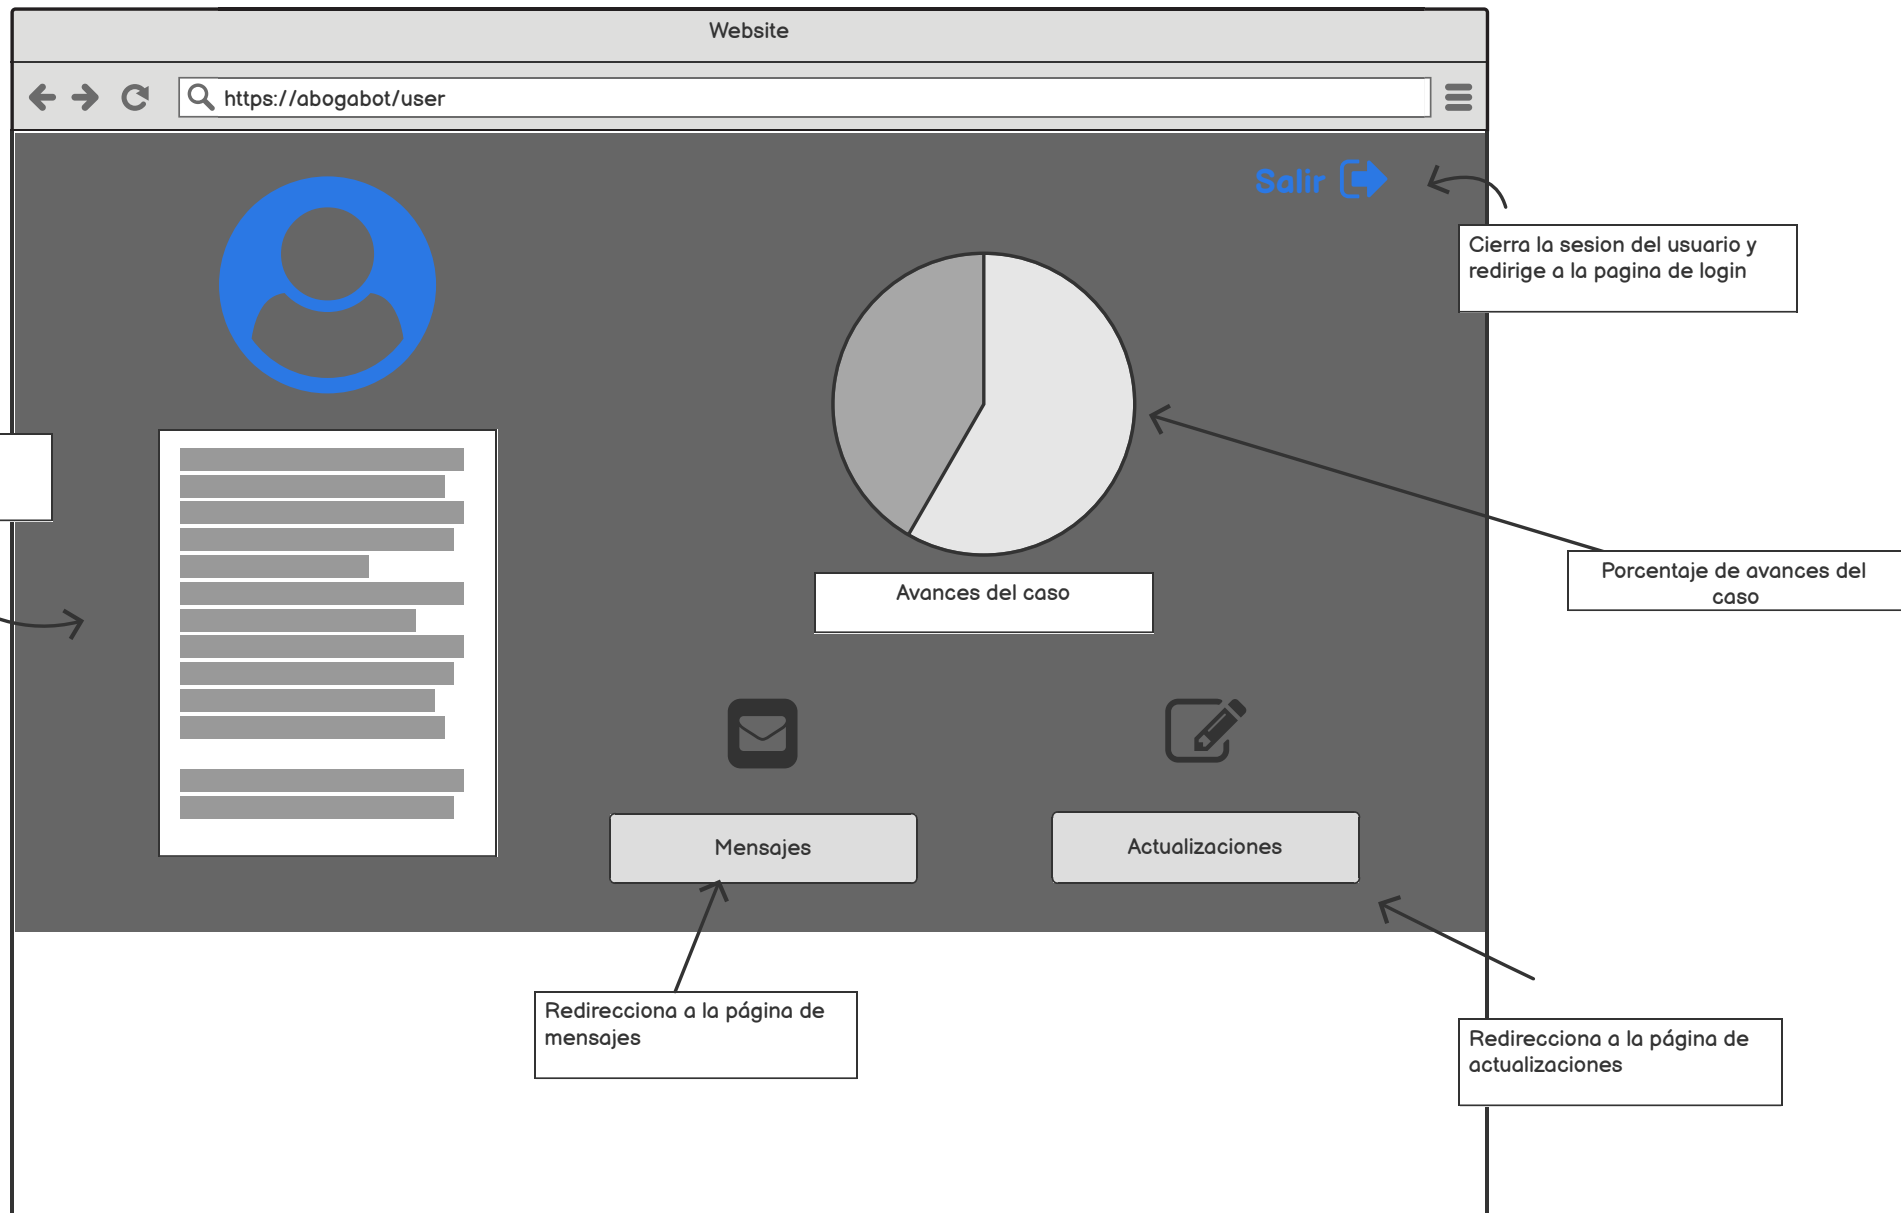 Website
https://abogabot/user
Salir
Cierra la sesion del usuario y
redirige a la pagina de login
Porcentaje de avances del
caso
Avances del caso
Mensajes
Actualizaciones
Redirecciona a la página de
mensajes
Redirecciona a la página de
actualizaciones